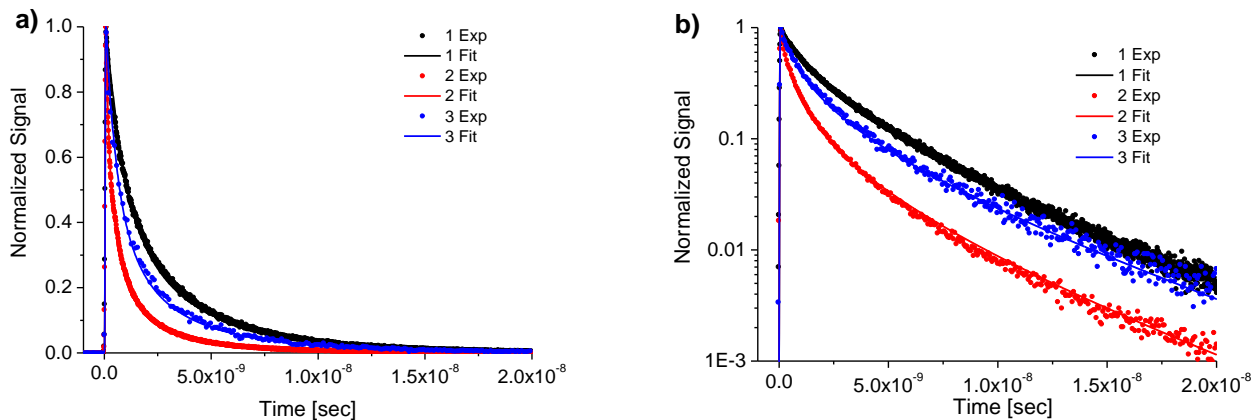 a)
Normalized Signal
1.0
0.8
0.6
0.4
0.2
0.0
0.0
5.0x10⁻⁹
1.0x10⁻⁸
1.5x10⁻⁸
2.0x10⁻⁸
Time [sec]
1 Exp
1 Fit
2 Exp
2 Fit
3 Exp
3 Fit
b)
Normalized Signal
1
0.1
0.01
1E-3
0.0
5.0x10⁻⁹
1.0x10⁻⁸
1.5x10⁻⁸
2.0x10⁻⁸
Time [sec]
1 Exp
1 Fit
2 Exp
2 Fit
3 Exp
3 Fit